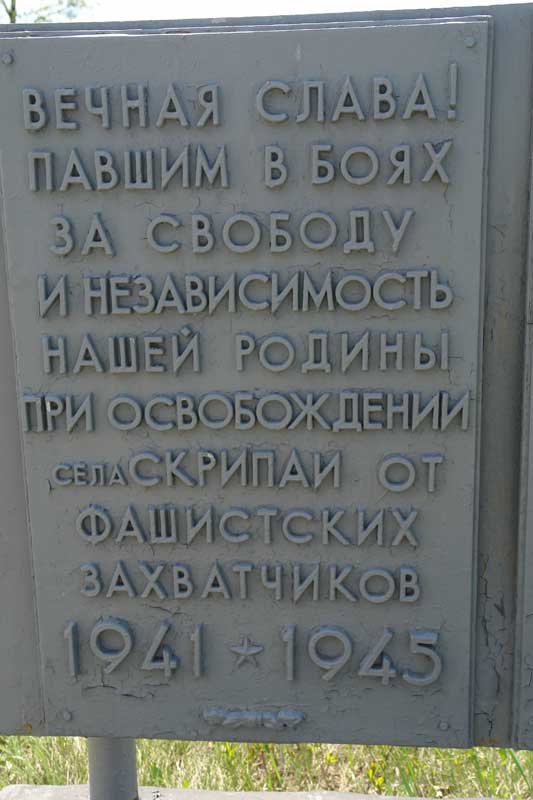 ВЕЧНАЯ СЛАВА!
ПАВШИМ В БОЯХ
ЗА СВОБОДУ
И НЕЗАВИСИМОСТЬ
НАШЕЙ РОДИНЫ
ПРИ ОСВОБОЖДЕНИИ
СЕЛА СКРИПАИ ОТ
ФАШИСТСКИХ
ЗАХВАТЧИКОВ
1941 ★ 1945